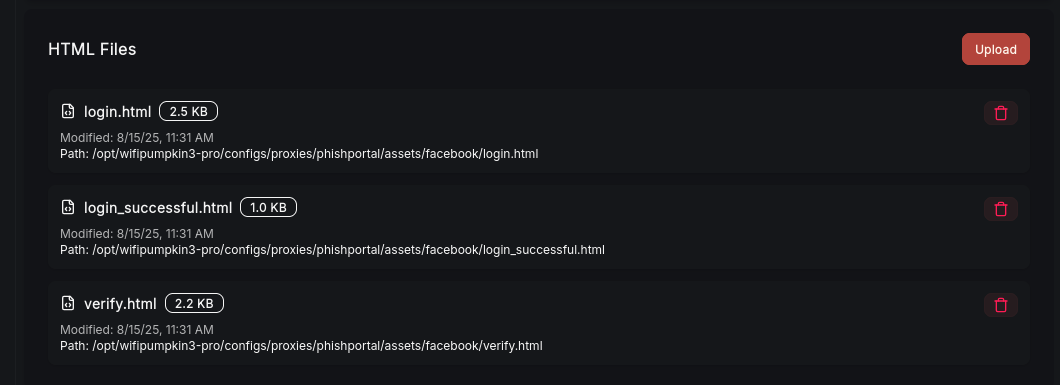 HTML Files
Upload
login.html 2.5 KB
Modified: 8/15/25, 11:31 AM
Path: /opt/wifipumpkin3-pro/configs/proxies/phishportal/assets/facebook/login.html
login_successful.html 1.0 KB
Modified: 8/15/25, 11:31 AM
Path: /opt/wifipumpkin3-pro/configs/proxies/phishportal/assets/facebook/login_successful.html
verify.html 2.2 KB
Modified: 8/15/25, 11:31 AM
Path: /opt/wifipumpkin3-pro/configs/proxies/phishportal/assets/facebook/verify.html